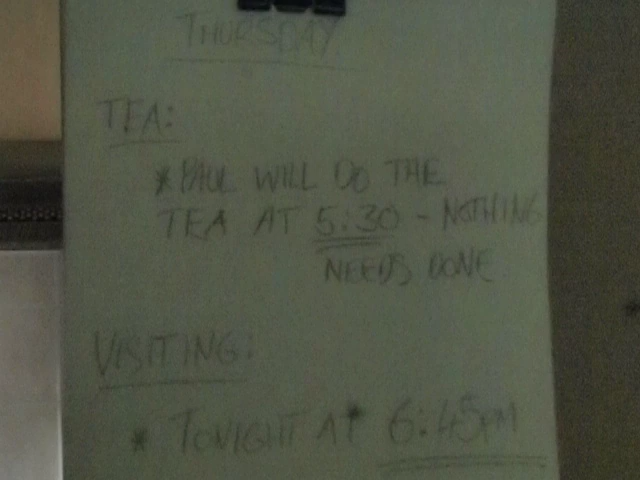 THURSDAY
TEA:
* PAUL WILL DO THE
TEA AT 5:30 - NOTHING
NEEDS DONE
VISITING:
* TONIGHT AT 6:45PM